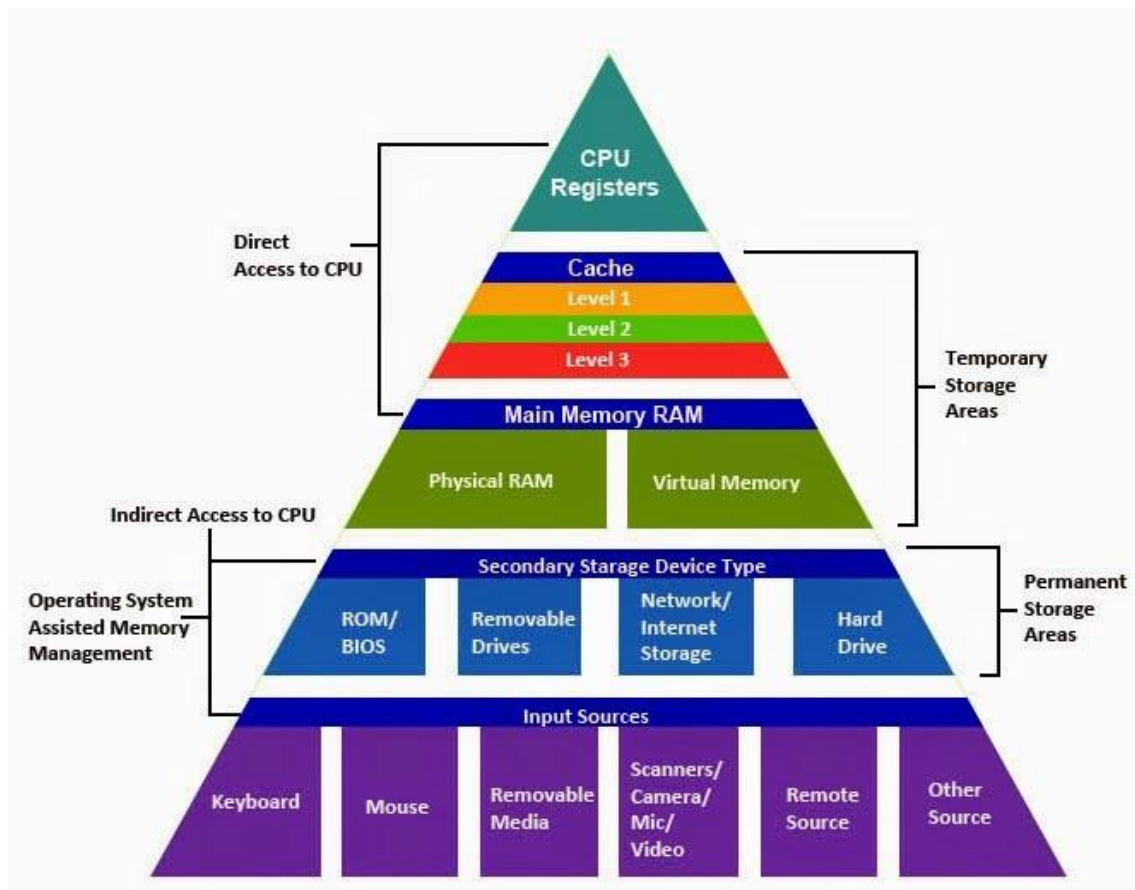 CPU
Registers
Direct
Access to CPU
Cache
Level 1
Level 2
Level 3
Temporary
Storage
Areas
Main Memory RAM
Physical RAM
Virtual Memory
Indirect Access to CPU
Operating System
Assisted Memory
Management
Secondary Starage Device Type
ROM/
BIOS
Removable
Drives
Network/
Internet
Storage
Hard
Drive
Permanent
Storage
Areas
Input Sources
Keyboard
Mouse
Removable
Media
Scanners/
Camera/
Mic/
Video
Remote
Source
Other
Source